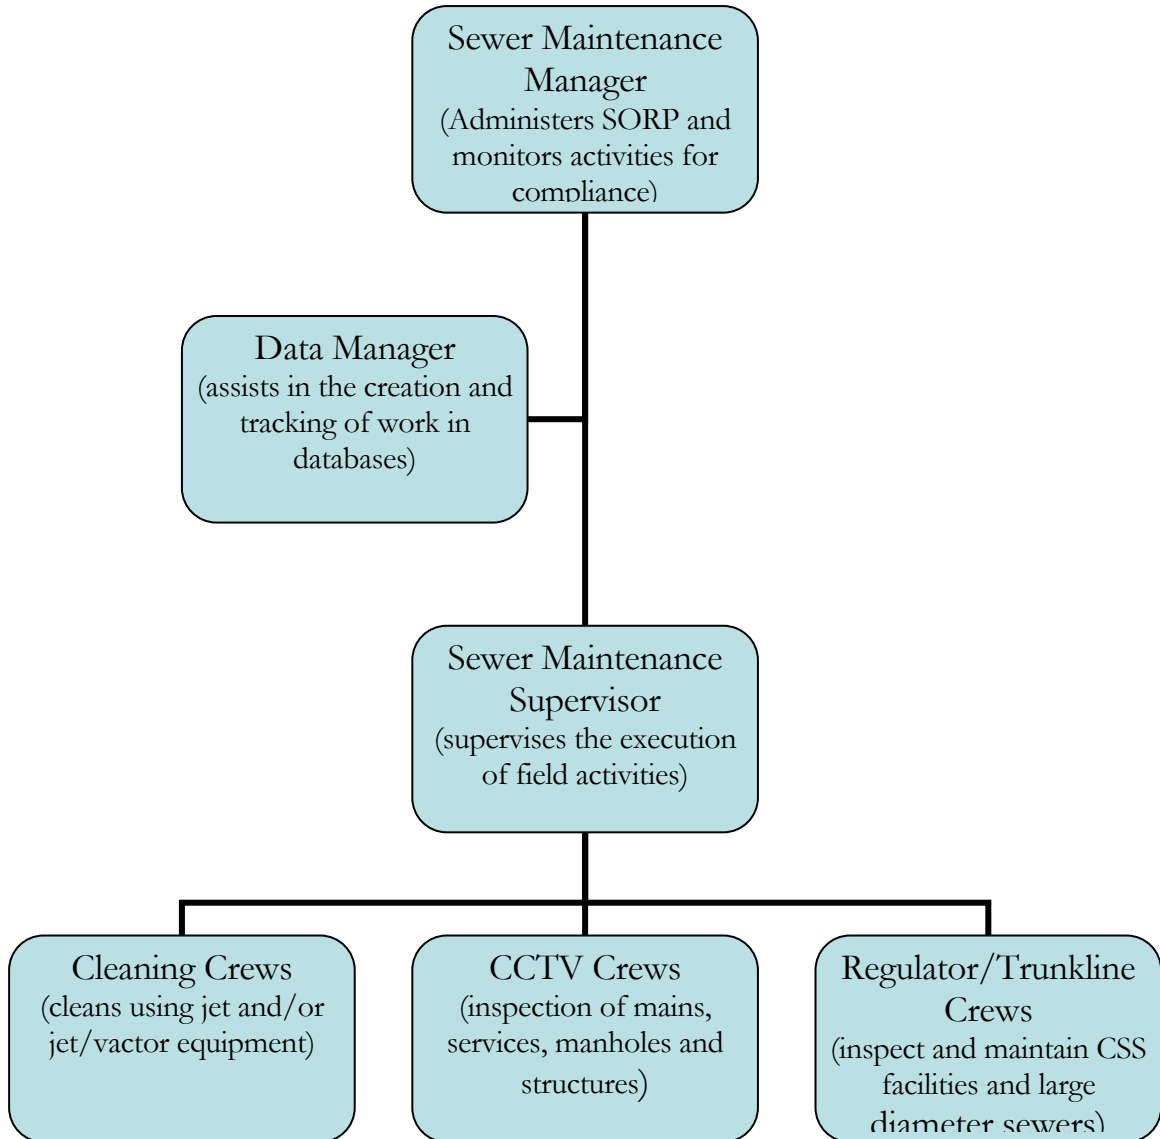 Sewer Maintenance
Manager
(Administers SORP and
monitors activities for
compliance)
Data Manager
(assists in the creation and
tracking of work in
databases)
Sewer Maintenance
Supervisor
(supervises the execution
of field activities)
Cleaning Crews
(cleans using jet and/or
jet/vactor equipment)
CCTV Crews
(inspection of mains,
services, manholes and
structures)
Regulator/Trunkline
Crews
(inspect and maintain CSS
facilities and large
diameter sewers)